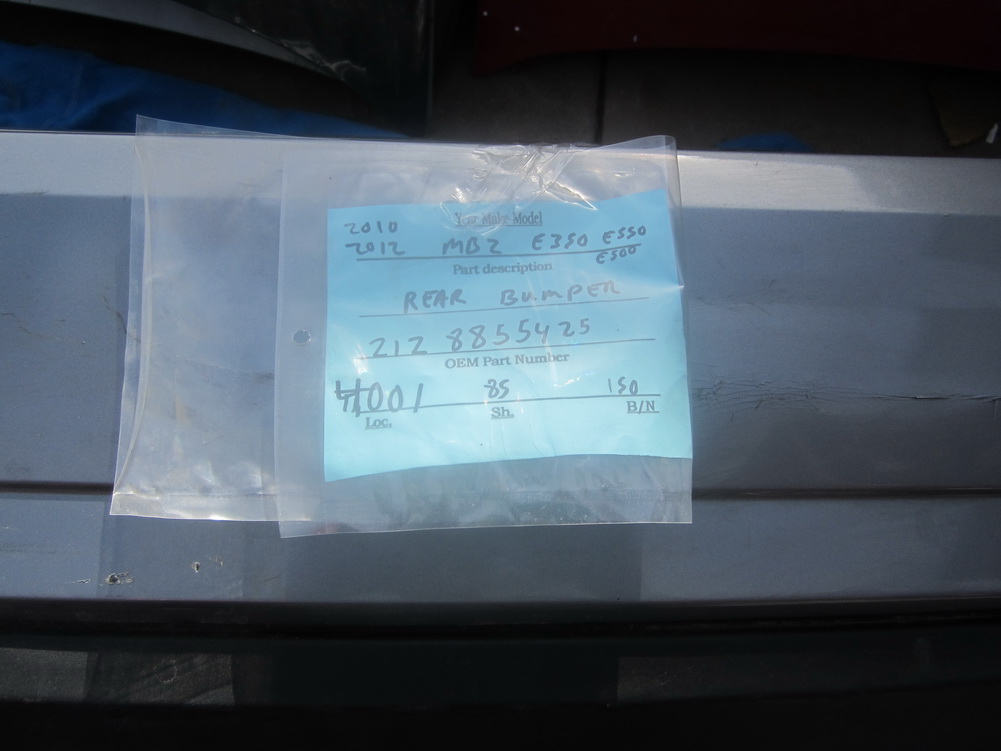 Year Make Model
2010
2012 MBZ E350 E550
E500
Part description
REAR BUMPER
212 8855425
OEM Part Number
H001 85 150
Loc. Sh. B/N